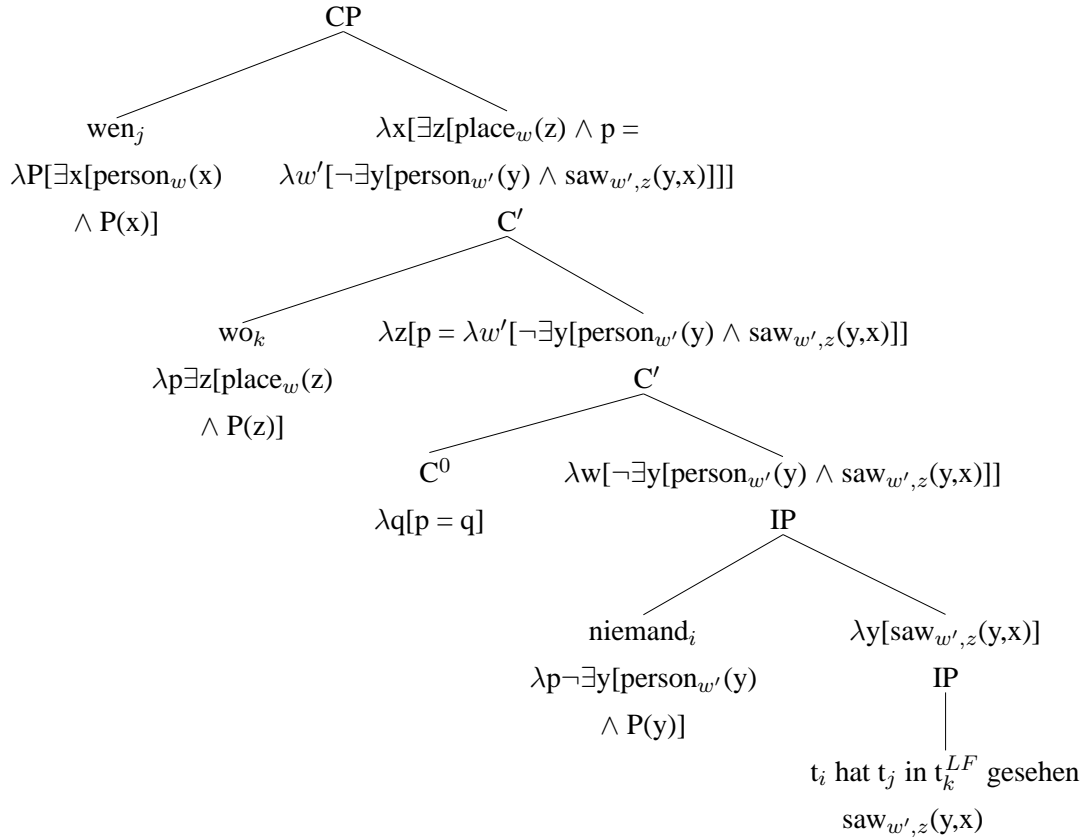 CP
wen_j λx[∃z[place_w(z) ∧ p =
λP[∃x[person_w(x) λw′[¬∃y[person_w′(y) ∧ saw_w′,z(y,x)]]]
∧ P(x)]
C′
wo_k λz[p = λw′[¬∃y[person_w′(y) ∧ saw_w′,z(y,x)]]
λp∃z[place_w(z) C′
∧ P(z)]
C⁰ λw[¬∃y[person_w′(y) ∧ saw_w′,z(y,x)]]
λq[p = q] IP
niemand_i λy[saw_w′,z(y,x)]
λp¬∃y[person_w′(y) IP
∧ P(y)]
t_i hat t_j in t_k^LF gesehen
saw_w′,z(y,x)